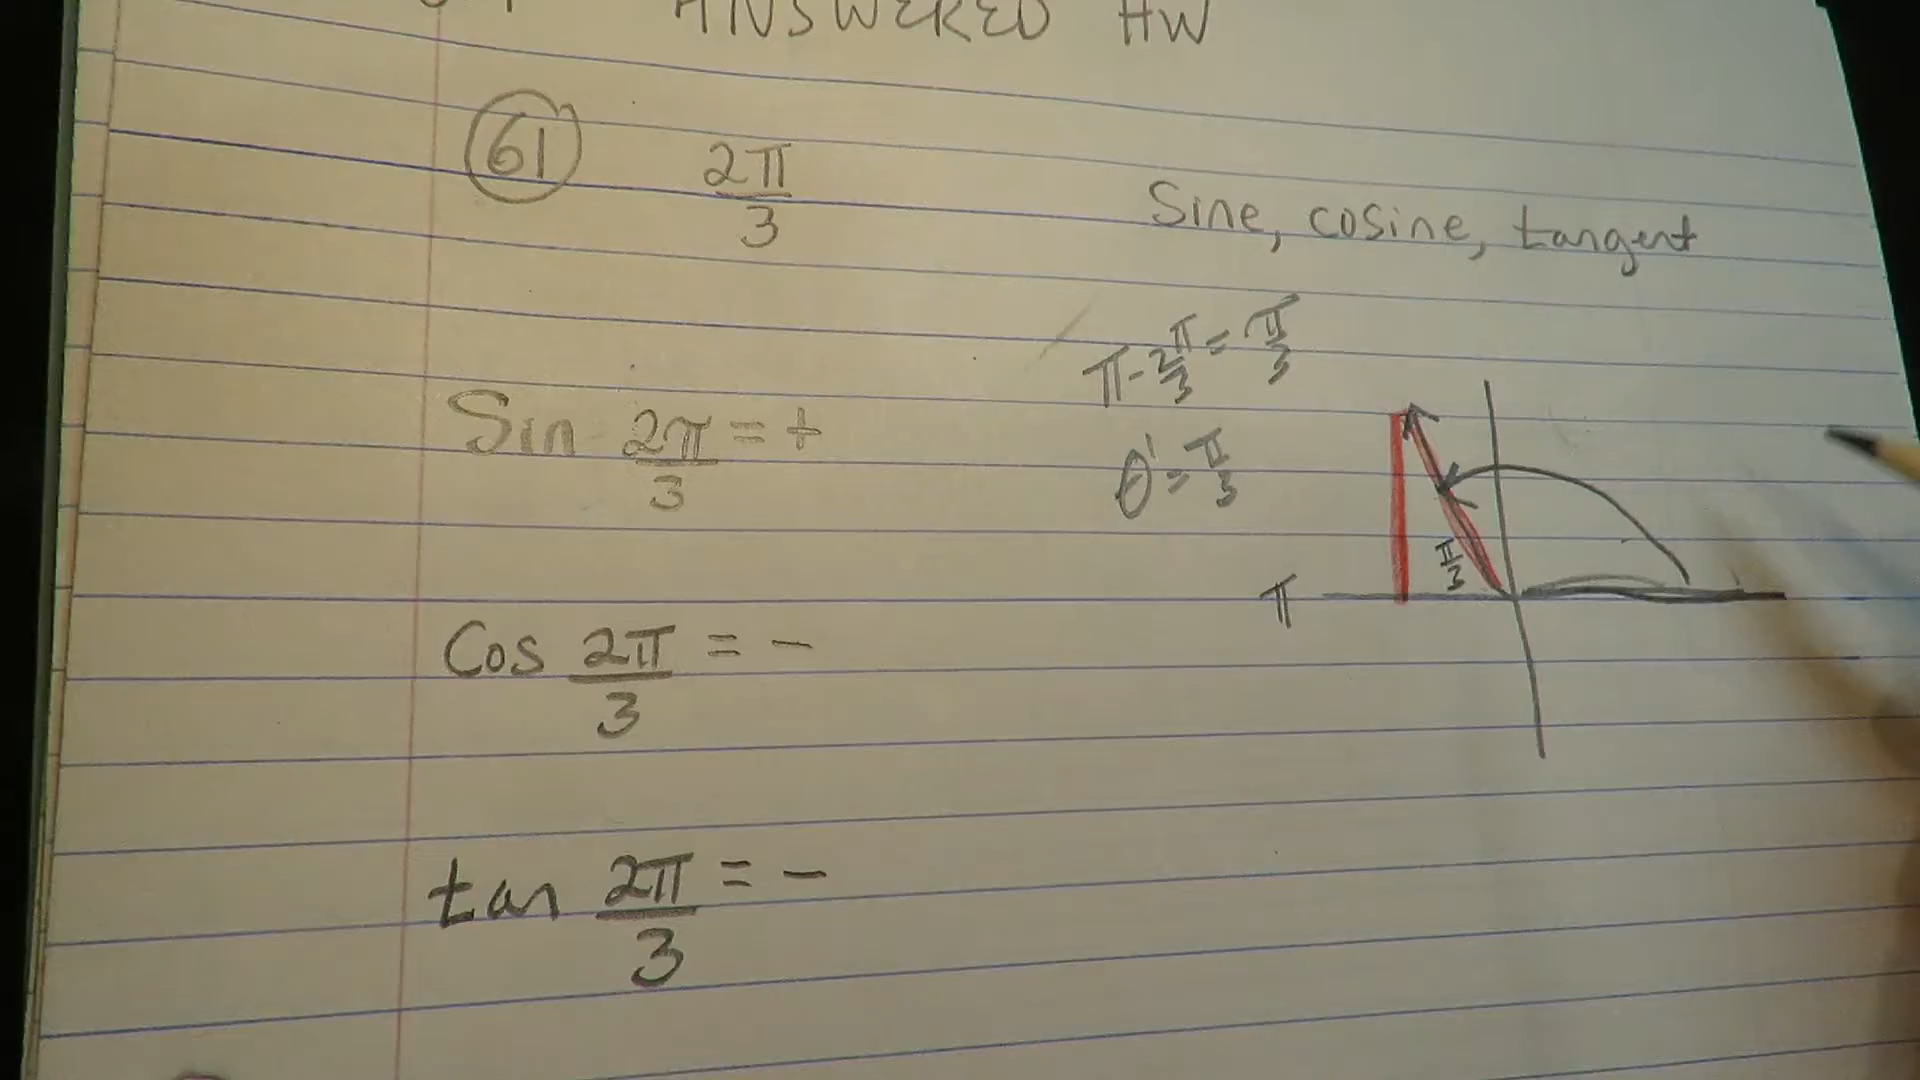 ANSWERED HW
61 2π/3
Sine, cosine, tangent
π - 2π/3 = π/3
θ' = π/3
Sin 2π/3 = +
π/3
π
Cos 2π/3 = -
tan 2π/3 = -